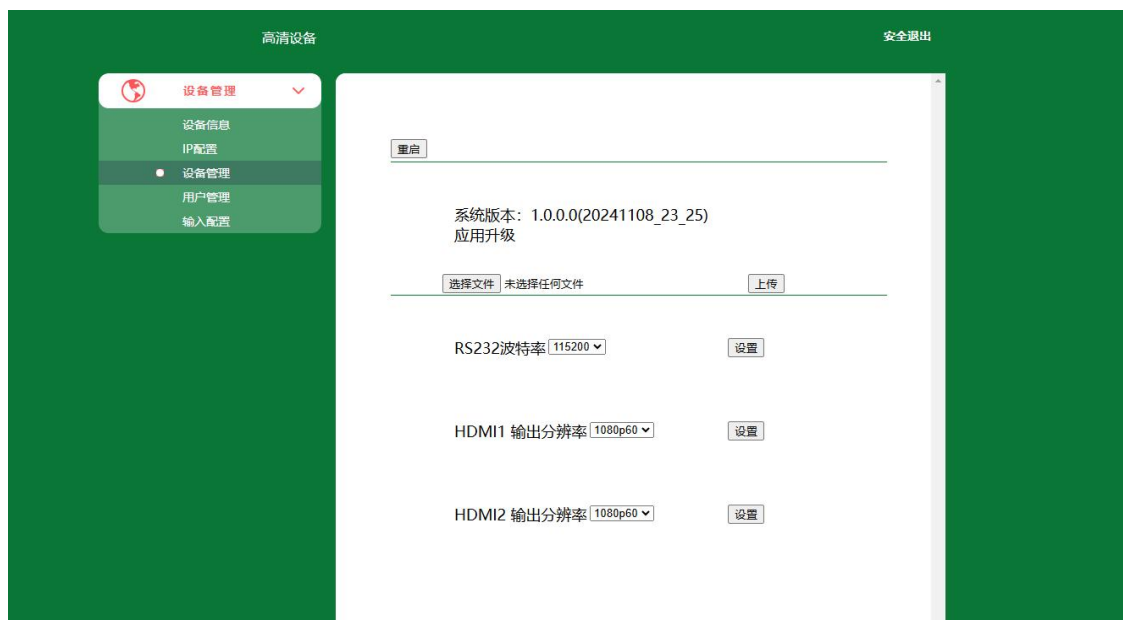 高清设备
安全退出
设备管理
设备信息
IP配置
设备管理
用户管理
输入配置
重启
系统版本：1.0.0.0(20241108_23_25)
应用升级
选择文件 未选择任何文件 上传
RS232波特率 115200 设置
HDMI1 输出分辨率 1080p60 设置
HDMI2 输出分辨率 1080p60 设置